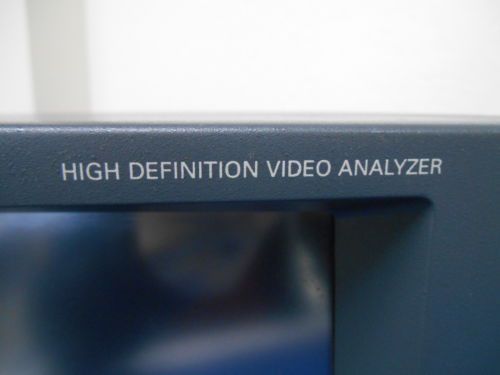 HIGH DEFINITION VIDEO ANALYZER